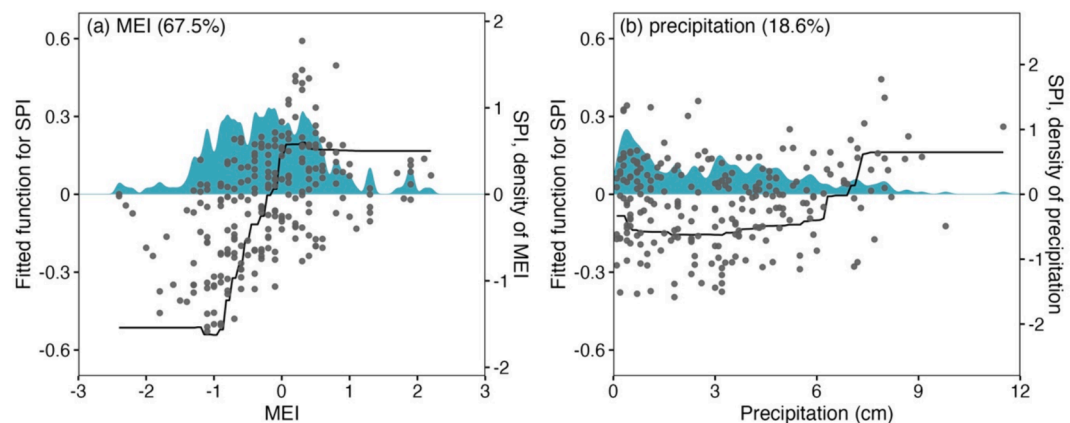 (a) MEI (67.5%)
Fitted function for SPI
0.6
0.3
0
-0.3
-0.6
2
1
0
-1
-2
SPI, density of MEI
-3 -2 -1 0 1 2 3
MEI
(b) precipitation (18.6%)
Fitted function for SPI
0.6
0.3
0
-0.3
-0.6
2
1
0
-1
-2
SPI, density of precipitation
0 3 6 9 12
Precipitation (cm)